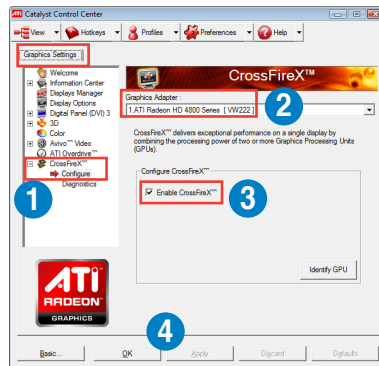 ATI Catalyst Control Center
View Hotkeys Profiles Preferences Help
Graphics Settings
Welcome
Information Center
Displays Manager
Display Options
Digital Panel (DVI) 3
3D
Color
Avivo™ Video
ATI Overdrive™
CrossFireX™
Configure
Diagnostics
1
CrossFireX™
Graphics Adapter :
1.ATI Radeon HD 4800 Series [ VW222 ]
2
CrossFireX™ delivers exceptional performance on a single display by
combining the processing power of two or more Graphics Processing Units
(GPUs).
Configure CrossFireX™
Enable CrossFireX™
3
Identify GPU
ATI
RADEON
GRAPHICS
4
Basic... OK Apply Discard Defaults